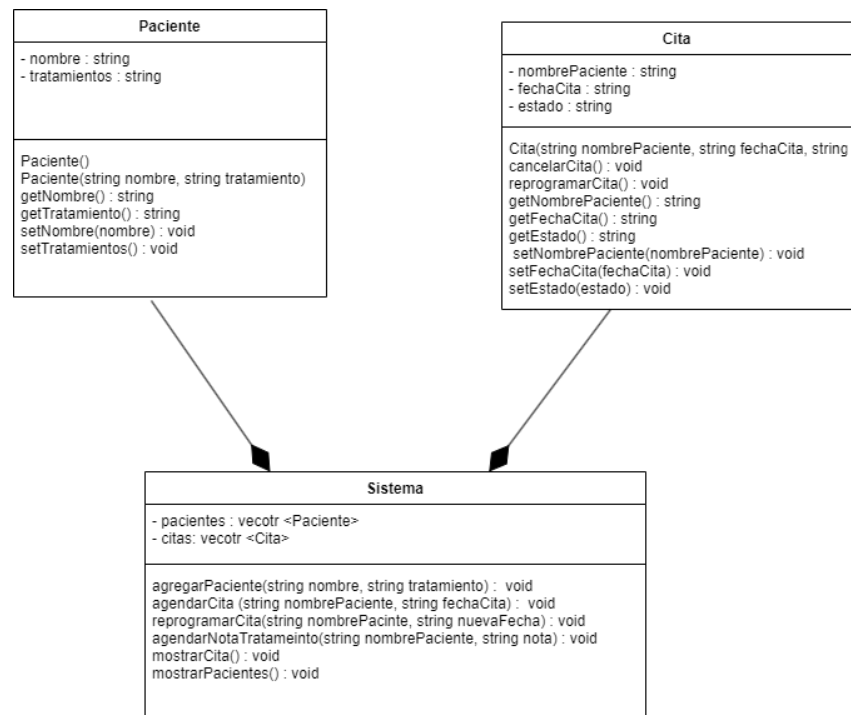 Paciente
- nombre : string
- tratamientos : string
Paciente()
Paciente(string nombre, string tratamiento)
getNombre() : string
getTratamiento() : string
setNombre(nombre) : void
setTratamientos() : void
Cita
- nombrePaciente : string
- fechaCita : string
- estado : string
Cita(string nombrePaciente, string fechaCita, string
cancelarCita() : void
reprogramarCita() : void
getNombrePaciente() : string
getFechaCita() : string
getEstado() : string
setNombrePaciente(nombrePaciente) : void
setFechaCita(fechaCita) : void
setEstado(estado) : void
Sistema
- pacientes : vecotr <Paciente>
- citas: vecotr <Cita>
agregarPaciente(string nombre, string tratamiento) : void
agendarCita (string nombrePaciente, string fechaCita) : void
reprogramarCita(string nombrePacinte, string nuevaFecha) : void
agendarNotaTratameinto(string nombrePaciente, string nota) : void
mostrarCita() : void
mostrarPacientes() : void